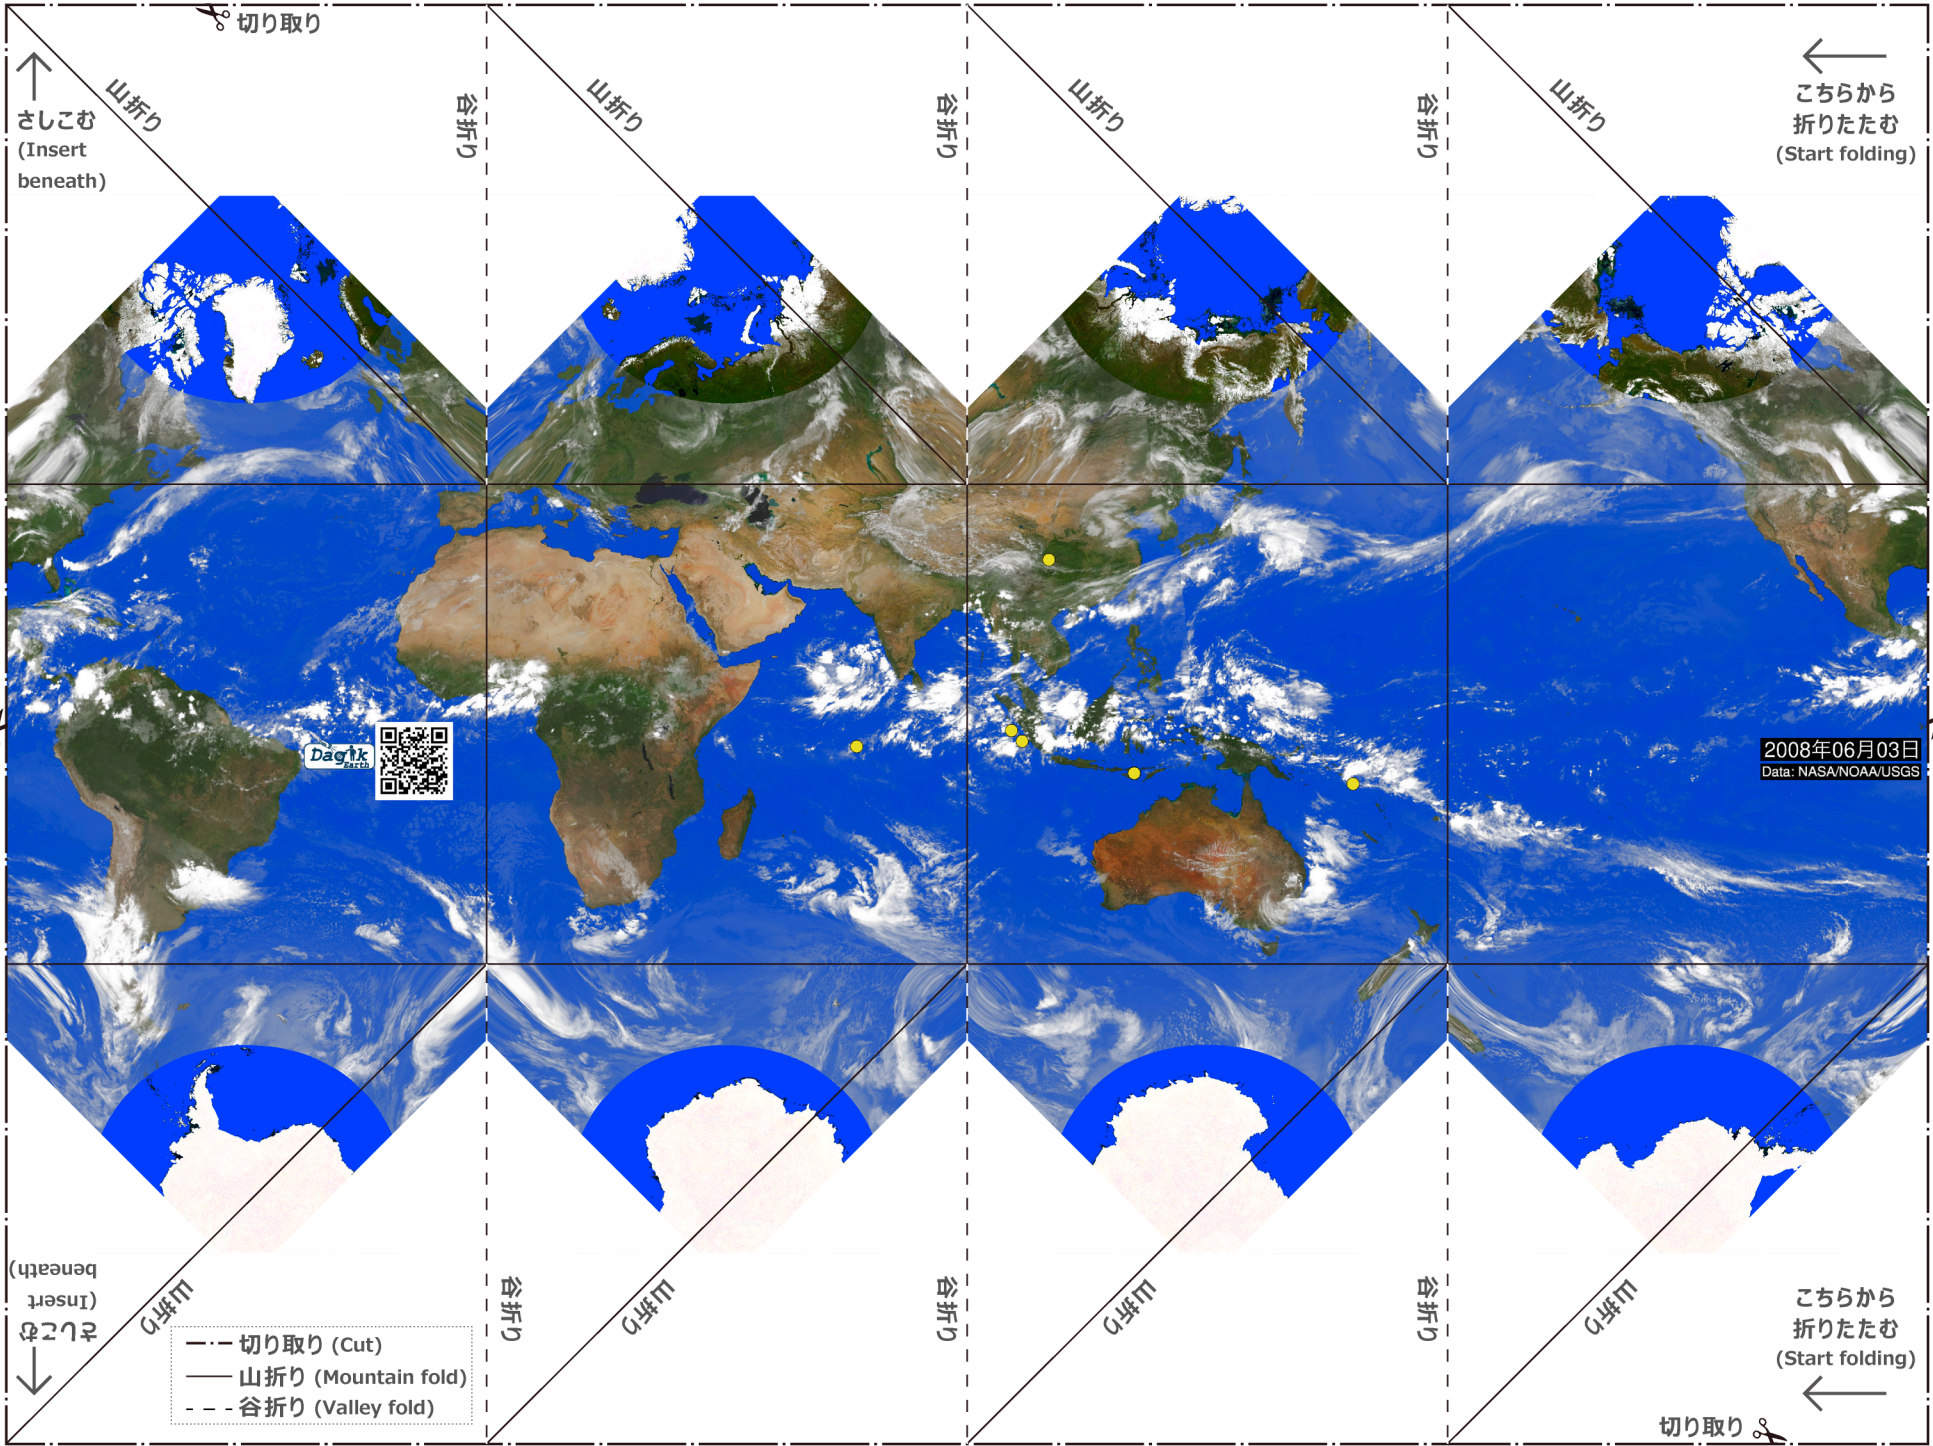 切り取り
山折り
谷折り
山折り
谷折り
山折り
谷折り
山折り
さしこむ
(Insert
beneath)
こちらから
折りたたむ
(Start folding)
Dagik
Earth
2008年06月03日
Data: NASA/NOAA/USGS
さしこむ
(Insert
beneath)
山折り
谷折り
山折り
谷折り
山折り
谷折り
山折り
こちらから
折りたたむ
(Start folding)
切り取り (Cut)
山折り (Mountain fold)
谷折り (Valley fold)
切り取り